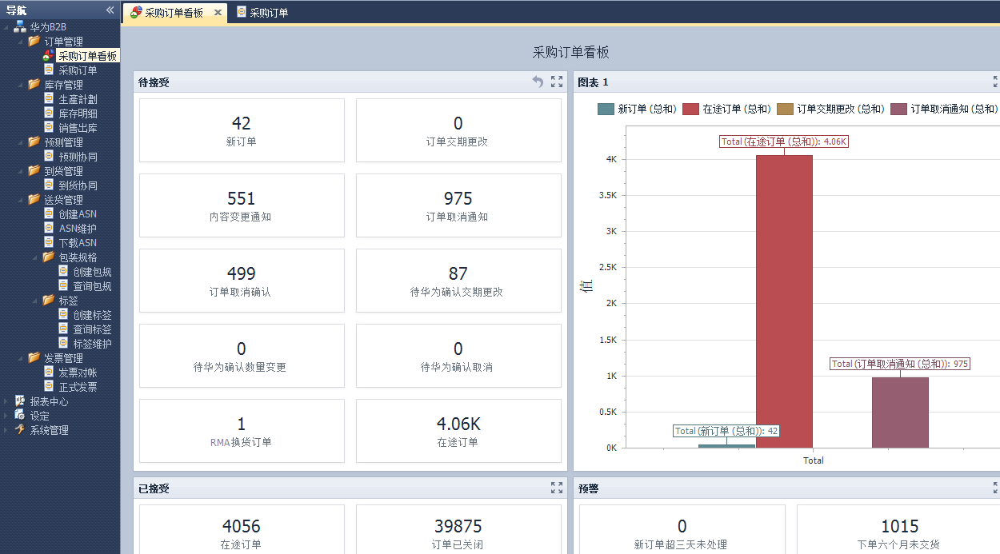 导航
采购订单看板
采购订单
华为B2B
订单管理
采购订单看板
采购订单
库存管理
生產計劃
库存明细
销售出库
预测管理
预测协同
到货管理
到货协同
送货管理
创建ASN
ASN维护
下载ASN
包装规格
创建包规
查询包规
标签
创建标签
查询标签
标签维护
发票管理
发票对帐
正式发票
报表中心
设定
系统管理
采购订单看板
待接受
42
新订单
0
订单交期更改
551
内容变更通知
975
订单取消通知
499
订单取消确认
87
待华为确认交期更改
0
待华为确认数量变更
0
待华为确认取消
1
RMA换货订单
4.06K
在途订单
图表 1
新订单 (总和)
在途订单 (总和)
订单交期更改 (总和)
订单取消通知 (总和)
Total (在途订单 (总和)): 4.06K
4K
3.5K
3K
2.5K
值
2K
1.5K
Total (订单取消通知 (总和)): 975
1K
0.5K
Total (新订单 (总和)): 42
0K
Total
已接受
4056
在途订单
39875
订单已关闭
预警
0
新订单超三天未处理
1015
下单六个月未交货